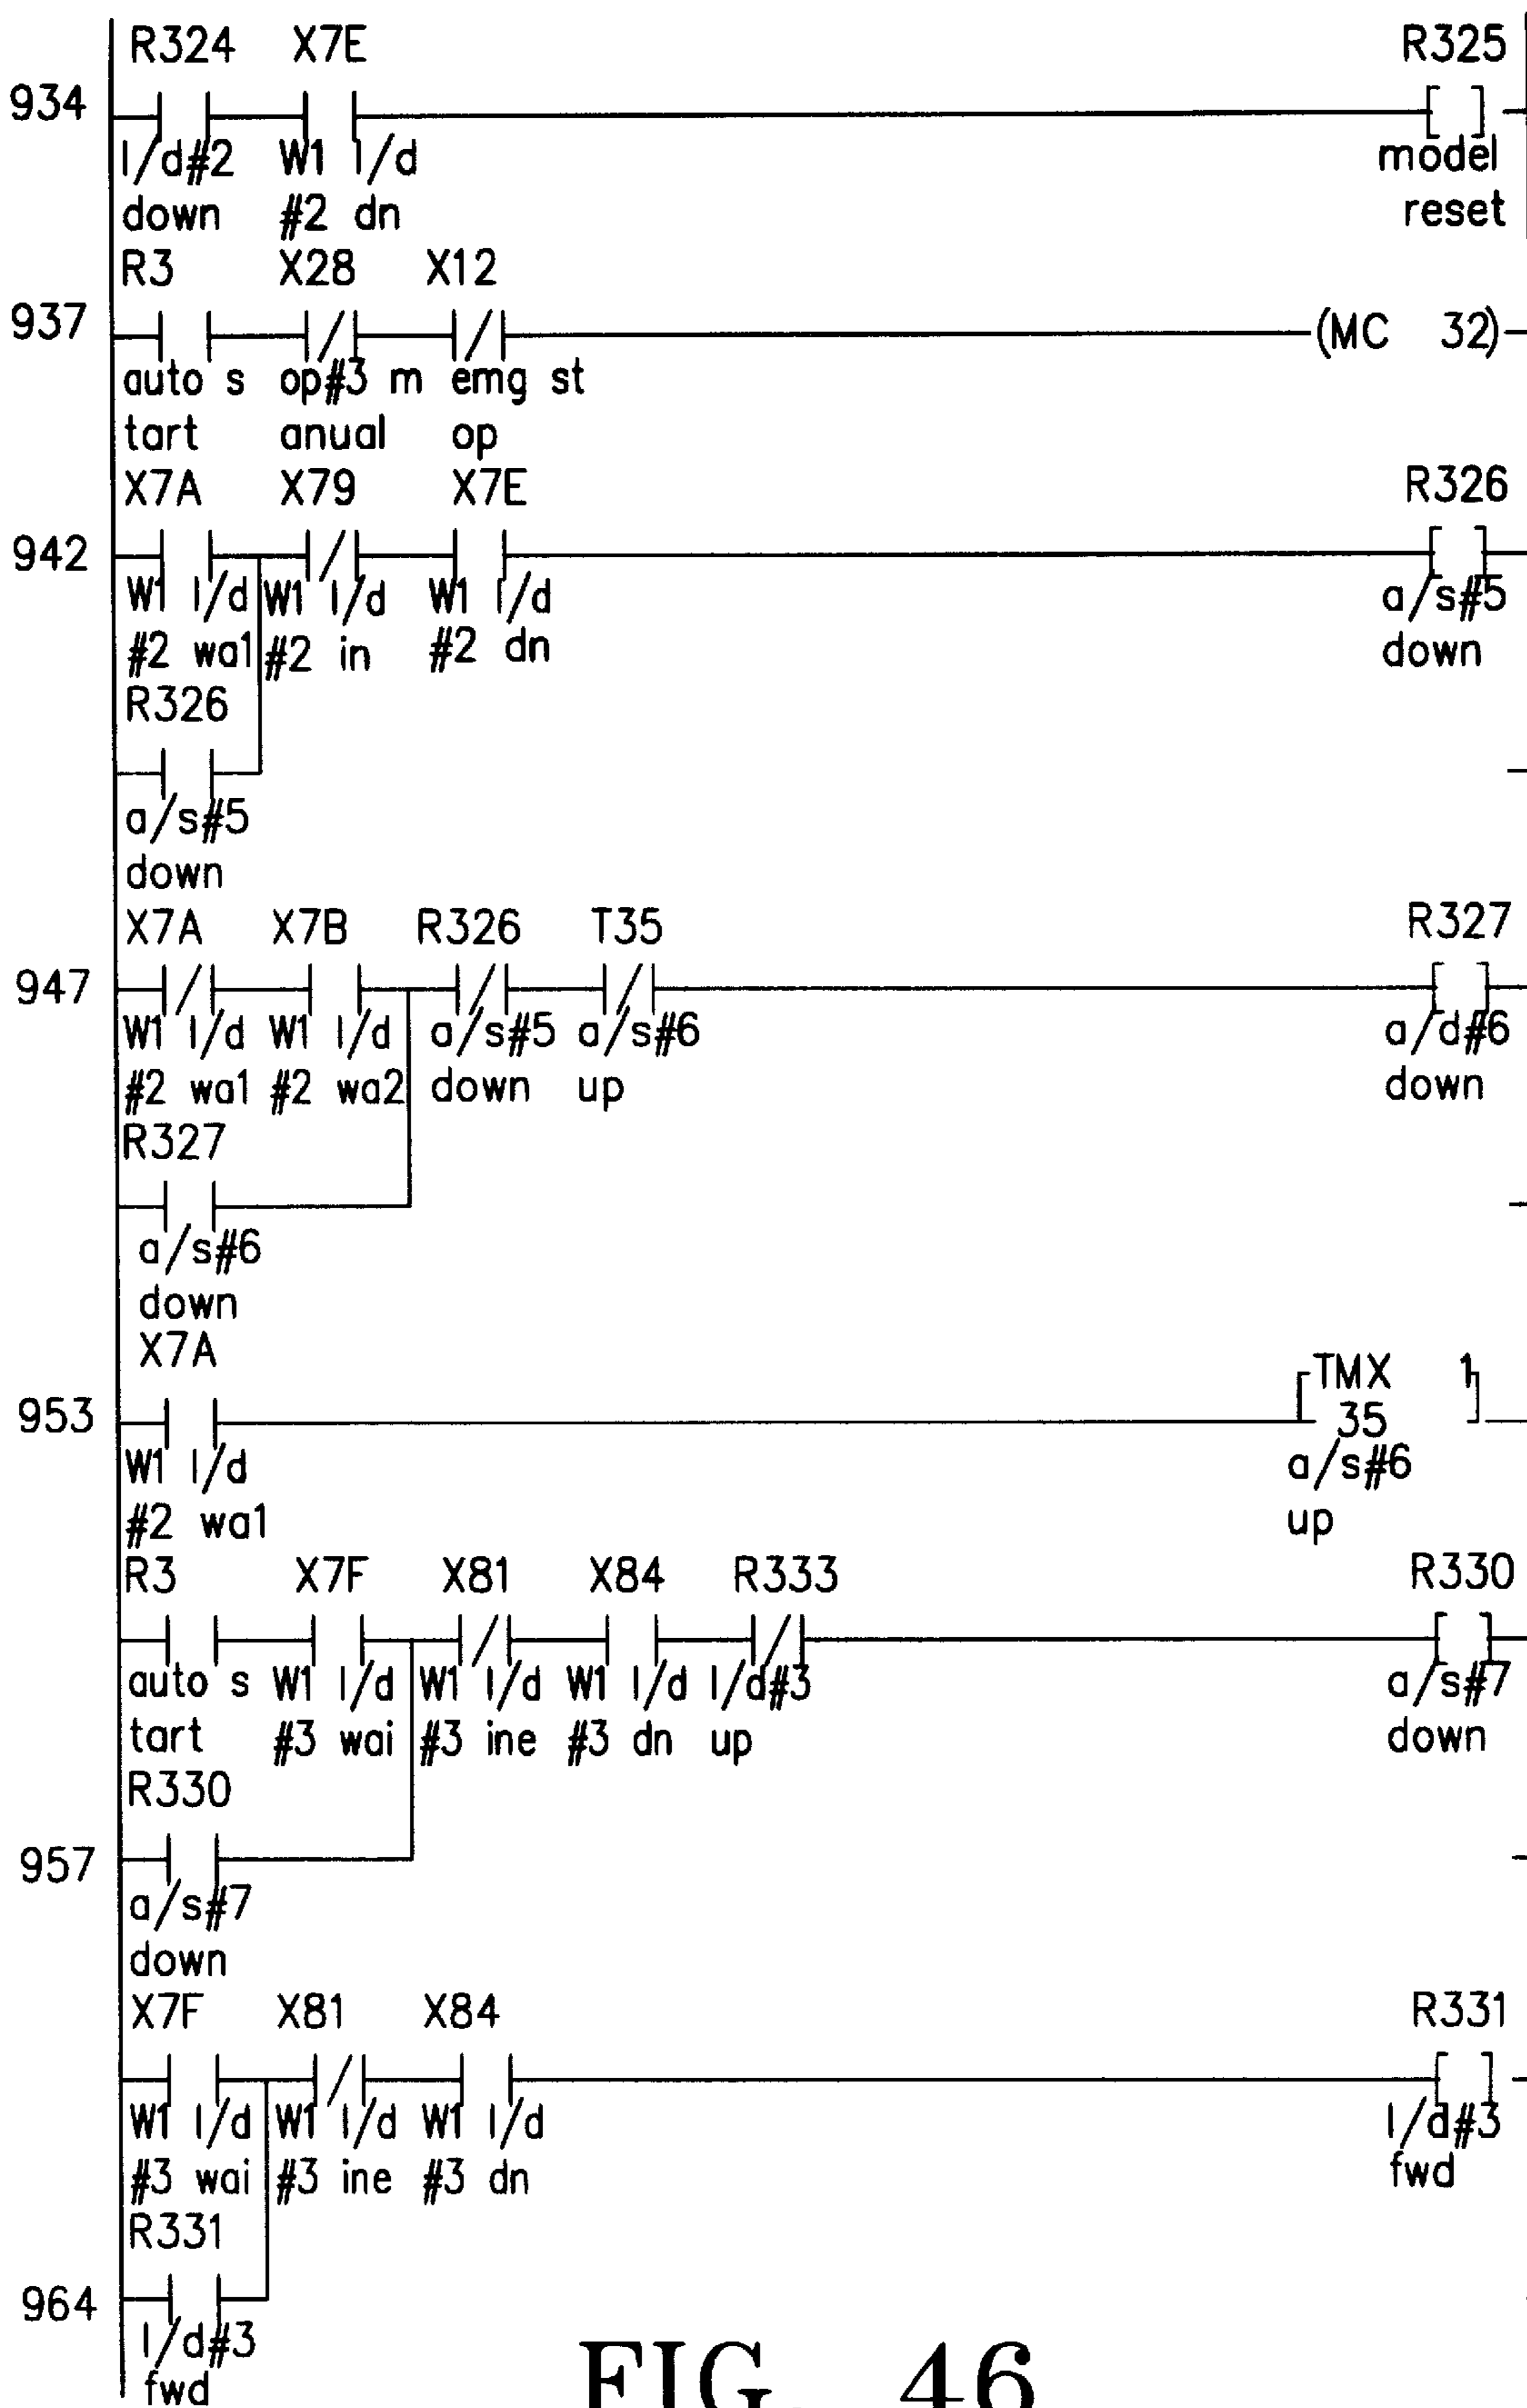 R324 X7E R325
934
l/d#2 W1 l/d model
down #2 dn reset
R3 X28 X12
937 (MC 32)
auto s op#3 m emg st
tart anual op
X7A X79 X7E R326
942
W1 l/d W1 l/d W1 l/d a/s#5
#2 wa1 #2 in #2 dn down
R326
a/s#5
down
X7A X7B R326 T35 R327
947
W1 l/d W1 l/d a/s#5 a/s#6 a/d#6
#2 wa1 #2 wa2 down up down
R327
a/s#6
down
X7A TMX 1
953 35
W1 l/d a/s#6
#2 wa1 up
R3 X7F X81 X84 R333 R330
auto s W1 l/d W1 l/d W1 l/d l/d#3 a/s#7
tart #3 wai #3 ine #3 dn up down
R330
957
a/s#7
down
X7F X81 X84 R331
W1 l/d W1 l/d W1 l/d l/d#3
#3 wai #3 ine #3 dn fwd
R331
964
l/d#3
fwd
FIG. 46